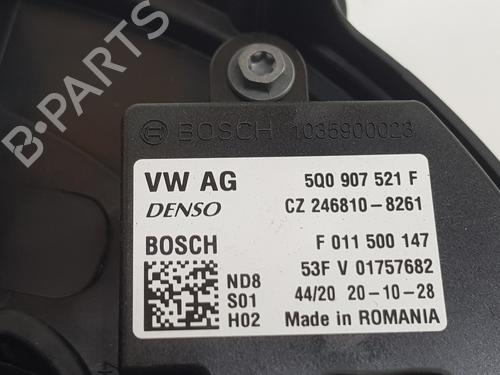 B-PARTS
BOSCH 1035900023
VW AG 5Q0 907 521 F
DENSO CZ 246810-8261
BOSCH F 011 500 147
ND8 53F V 01757682
S01 44/20 20-10-28
H02 Made in ROMANIA